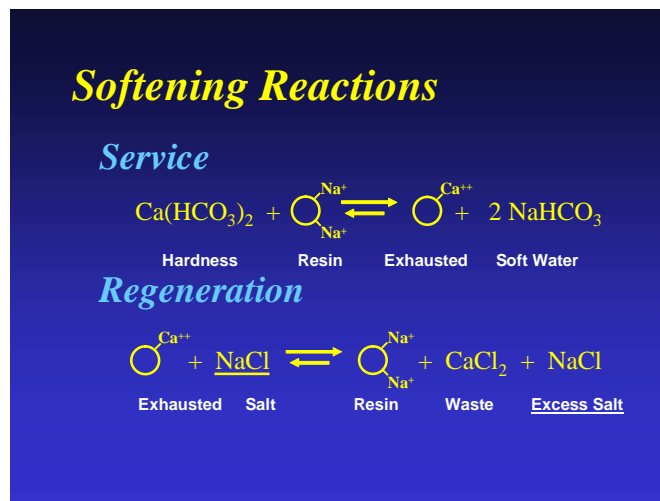 Softening Reactions
Service
Na⁺ Ca⁺⁺
Ca(HCO₃)₂ + + 2 NaHCO₃
Na⁺
Hardness Resin Exhausted Soft Water
Regeneration
Ca⁺⁺ Na⁺
+ NaCl + CaCl₂ + NaCl
Na⁺
Exhausted Salt Resin Waste Excess Salt